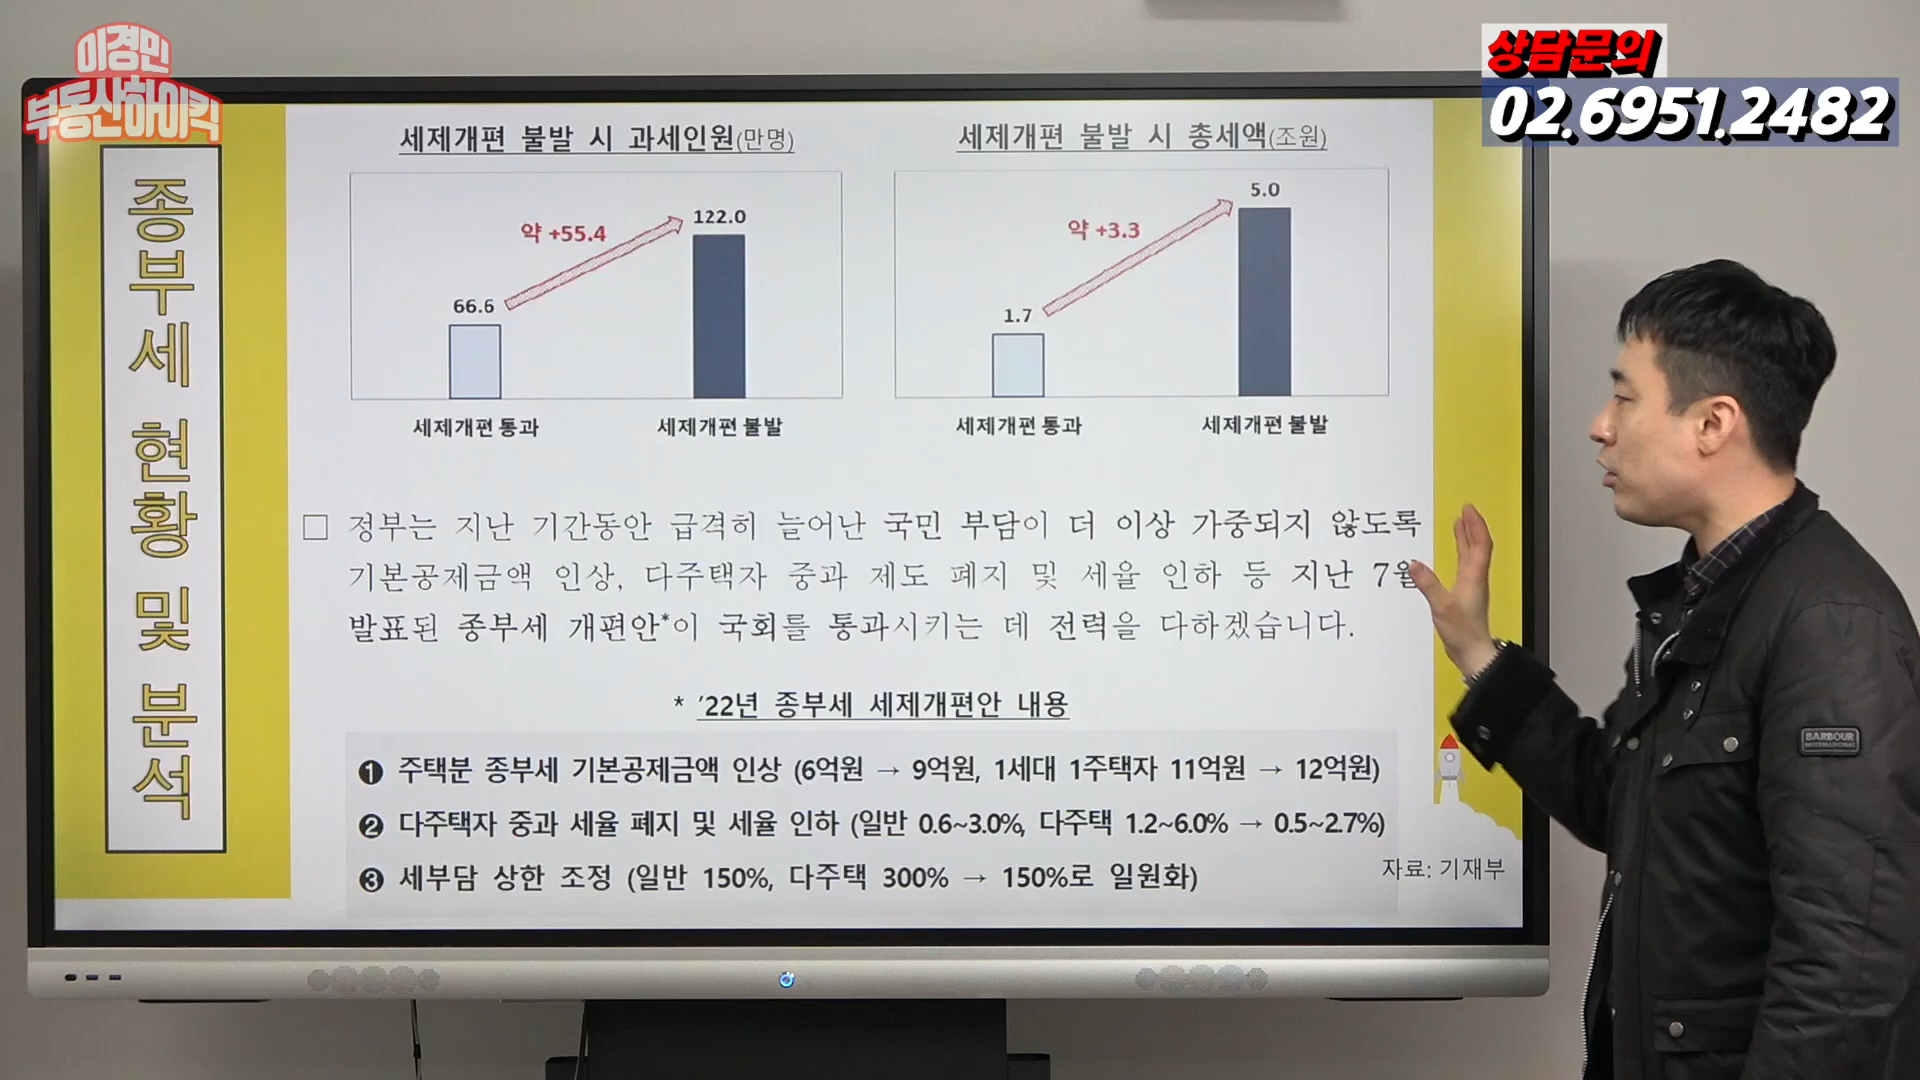 이경민
부동산하이킥
상담문의
02.6951.2482
종부세 현황 및 분석
세제개편 불발 시 과세인원(만명)
122.0
약 +55.4
66.6
세제개편 통과
세제개편 불발
세제개편 불발 시 총세액(조원)
5.0
약 +3.3
1.7
세제개편 통과
세제개편 불발
□ 정부는 지난 기간동안 급격히 늘어난 국민 부담이 더 이상 가중되지 않도록
기본공제금액 인상, 다주택자 중과 제도 폐지 및 세율 인하 등 지난 7월
발표된 종부세 개편안*이 국회를 통과시키는 데 전력을 다하겠습니다.
* ’22년 종부세 세제개편안 내용
❶ 주택분 종부세 기본공제금액 인상 (6억원 → 9억원, 1세대 1주택자 11억원 → 12억원)
❷ 다주택자 중과 세율 폐지 및 세율 인하 (일반 0.6~3.0%, 다주택 1.2~6.0% → 0.5~2.7%)
❸ 세부담 상한 조정 (일반 150%, 다주택 300% → 150%로 일원화)
자료: 기재부
BARBOUR
INTERNATIONAL